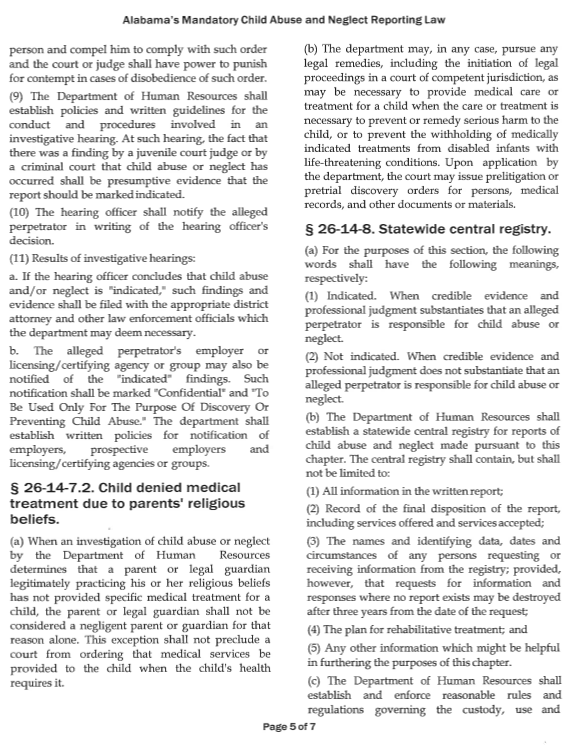 Alabama's Mandatory Child Abuse and Neglect Reporting Law
person and compel him to comply with such order
and the court or judge shall have power to punish
for contempt in cases of disobedience of such order.
(9) The Department of Human Resources shall
establish policies and written guidelines for the
conduct and procedures involved in an
investigative hearing. At such hearing, the fact that
there was a finding by a juvenile court judge or by
a criminal court that child abuse or neglect has
occurred shall be presumptive evidence that the
report should be marked indicated.
(10) The hearing officer shall notify the alleged
perpetrator in writing of the hearing officer's
decision.
(11) Results of investigative hearings:
a. If the hearing officer concludes that child abuse
and/or neglect is "indicated," such findings and
evidence shall be filed with the appropriate district
attorney and other law enforcement officials which
the department may deem necessary.
b. The alleged perpetrator's employer or
licensing/certifying agency or group may also be
notified of the "indicated" findings. Such
notification shall be marked "Confidential" and "To
Be Used Only For The Purpose Of Discovery Or
Preventing Child Abuse." The department shall
establish written policies for notification of
employers, prospective employers and
licensing/certifying agencies or groups.
§ 26-14-7.2. Child denied medical
treatment due to parents' religious
beliefs.
(a) When an investigation of child abuse or neglect
by the Department of Human Resources
determines that a parent or legal guardian
legitimately practicing his or her religious beliefs
has not provided specific medical treatment for a
child, the parent or legal guardian shall not be
considered a negligent parent or guardian for that
reason alone. This exception shall not preclude a
court from ordering that medical services be
provided to the child when the child's health
requires it.
(b) The department may, in any case, pursue any
legal remedies, including the initiation of legal
proceedings in a court of competent jurisdiction, as
may be necessary to provide medical care or
treatment for a child when the care or treatment is
necessary to prevent or remedy serious harm to the
child, or to prevent the withholding of medically
indicated treatments from disabled infants with
life-threatening conditions. Upon application by
the department, the court may issue prelitigation or
pretrial discovery orders for persons, medical
records, and other documents or materials.
§ 26-14-8. Statewide central registry.
(a) For the purposes of this section, the following
words shall have the following meanings,
respectively:
(1) Indicated. When credible evidence and
professional judgment substantiates that an alleged
perpetrator is responsible for child abuse or
neglect.
(2) Not indicated. When credible evidence and
professional judgment does not substantiate that an
alleged perpetrator is responsible for child abuse or
neglect.
(b) The Department of Human Resources shall
establish a statewide central registry for reports of
child abuse and neglect made pursuant to this
chapter. The central registry shall contain, but shall
not be limited to:
(1) All information in the written report;
(2) Record of the final disposition of the report,
including services offered and services accepted;
(3) The names and identifying data, dates and
circumstances of any persons requesting or
receiving information from the registry; provided,
however, that requests for information and
responses where no report exists may be destroyed
after three years from the date of the request;
(4) The plan for rehabilitative treatment; and
(5) Any other information which might be helpful
in furthering the purposes of this chapter.
(c) The Department of Human Resources shall
establish and enforce reasonable rules and
regulations governing the custody, use and
Page 5 of 7